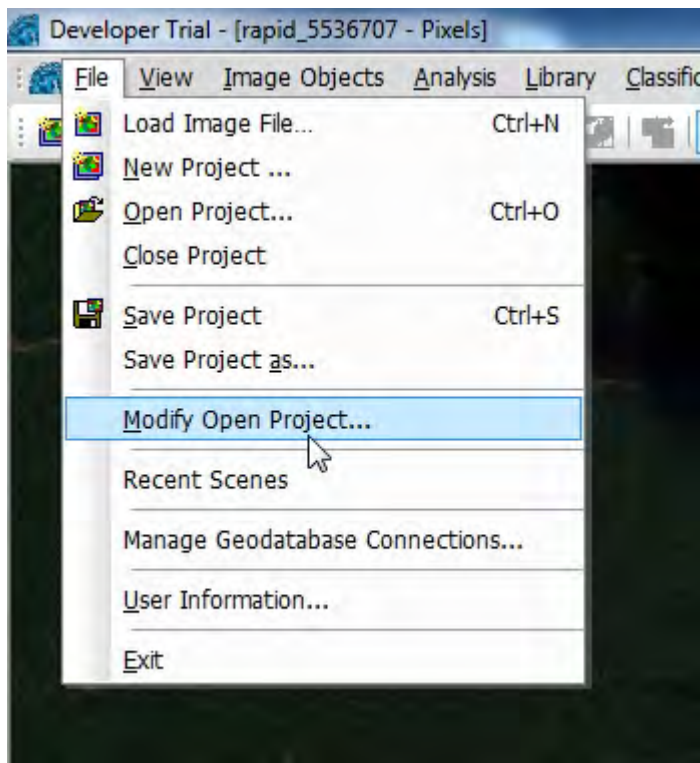 Developer Trial - [rapid_5536707 - Pixels]
File View Image Objects Analysis Library
Load Image File... Ctrl+N
New Project ...
Open Project... Ctrl+O
Close Project
Save Project Ctrl+S
Save Project as...
Modify Open Project...
Recent Scenes
Manage Geodatabase Connections...
User Information...
Exit